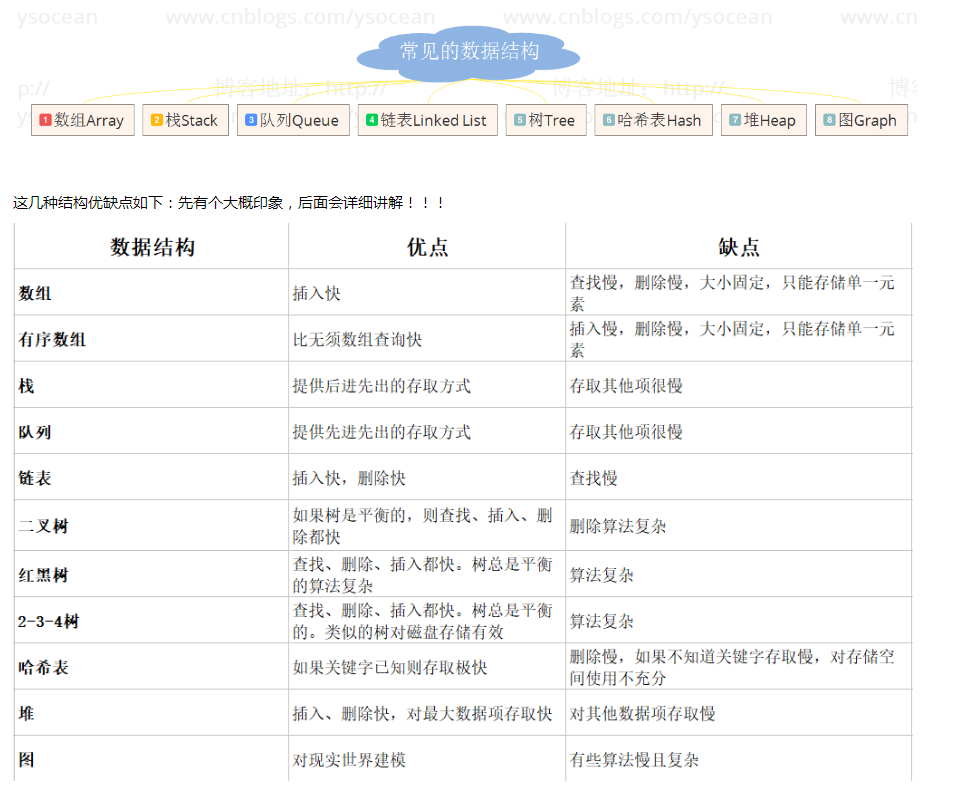 ysocean www.cnblogs.com/ysocean www.cnblogs.com/ysocean www.cn
常见的数据结构
p:// 博客地址：http:// 博客地址：http://
1 数组Array 2 栈Stack 3 队列Queue 4 链表Linked List 5 树Tree 6 哈希表Hash 7 堆Heap 8 图Graph
这几种结构优缺点如下：先有个大概印象，后面会详细讲解！！！
数据结构 优点 缺点
数组 插入快 查找慢，删除慢，大小固定，只能存储单一元
素
有序数组 比无须数组查询快 插入慢，删除慢，大小固定，只能存储单一元
素
栈 提供后进先出的存取方式 存取其他项很慢
队列 提供先进先出的存取方式 存取其他项很慢
链表 插入快，删除快 查找慢
二叉树 如果树是平衡的，则查找、插入、删
除都快 删除算法复杂
红黑树 查找、删除、插入都快。树总是平衡
的算法复杂 算法复杂
2-3-4树 查找、删除、插入都快。树总是平衡
的。类似的树对磁盘存储有效 算法复杂
哈希表 如果关键字已知则存取极快 删除慢，如果不知道关键字存取慢，对存储空
间使用不充分
堆 插入、删除快，对最大数据项存取快 对其他数据项存取慢
图 对现实世界建模 有些算法慢且复杂